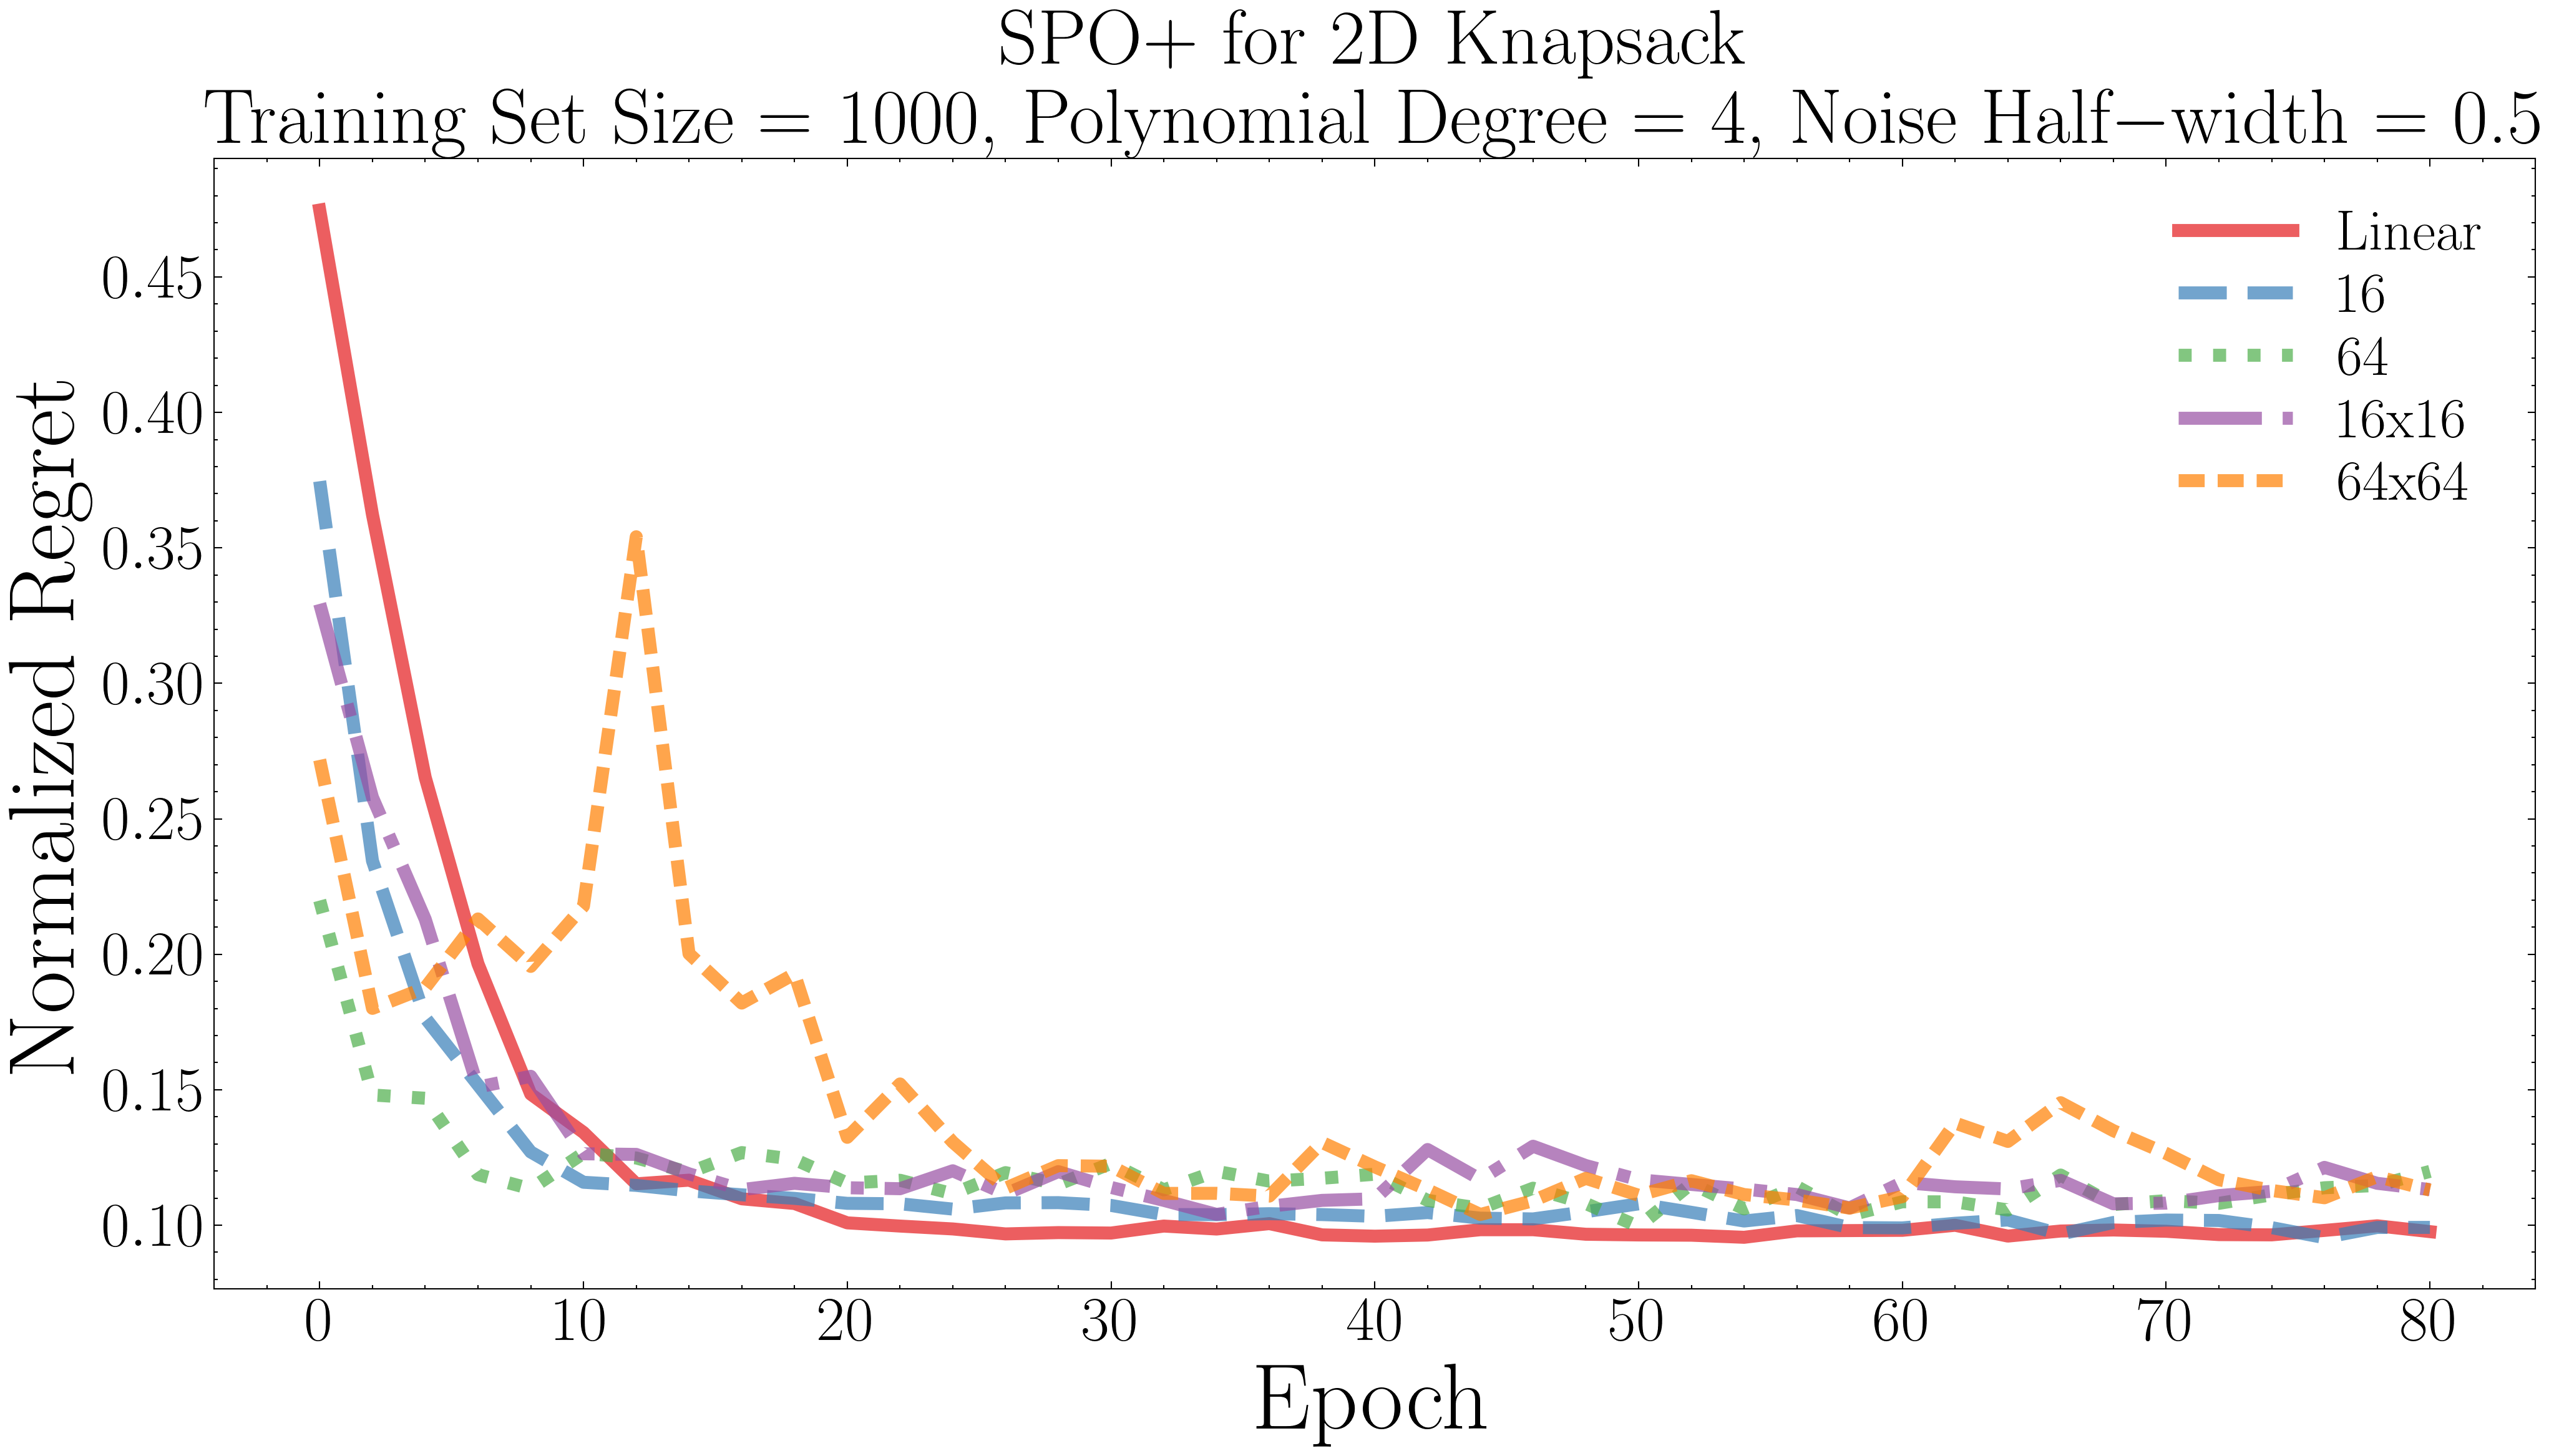 SPO+ for 2D Knapsack
Training Set Size = 1000, Polynomial Degree = 4, Noise Half−width = 0.5
Normalized Regret
0.45
0.40
0.35
0.30
0.25
0.20
0.15
0.10
Linear
16
64
16x16
64x64
0 10 20 30 40 50 60 70 80
Epoch